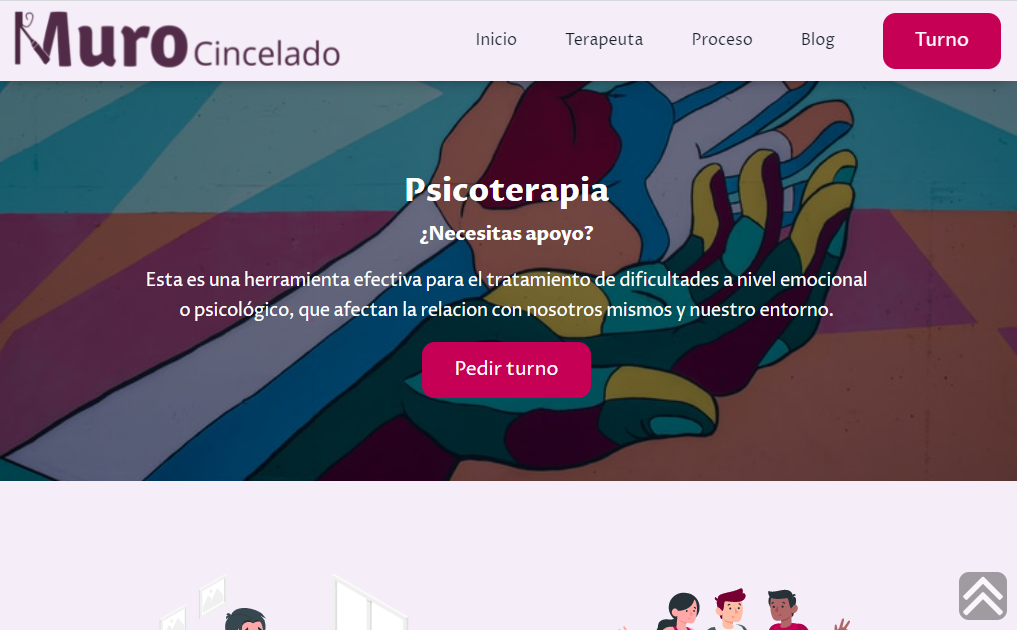 Muro Cincelado
Inicio
Terapeuta
Proceso
Blog
Turno
Psicoterapia
¿Necesitas apoyo?
Esta es una herramienta efectiva para el tratamiento de dificultades a nivel emocional
o psicológico, que afectan la relacion con nosotros mismos y nuestro entorno.
Pedir turno